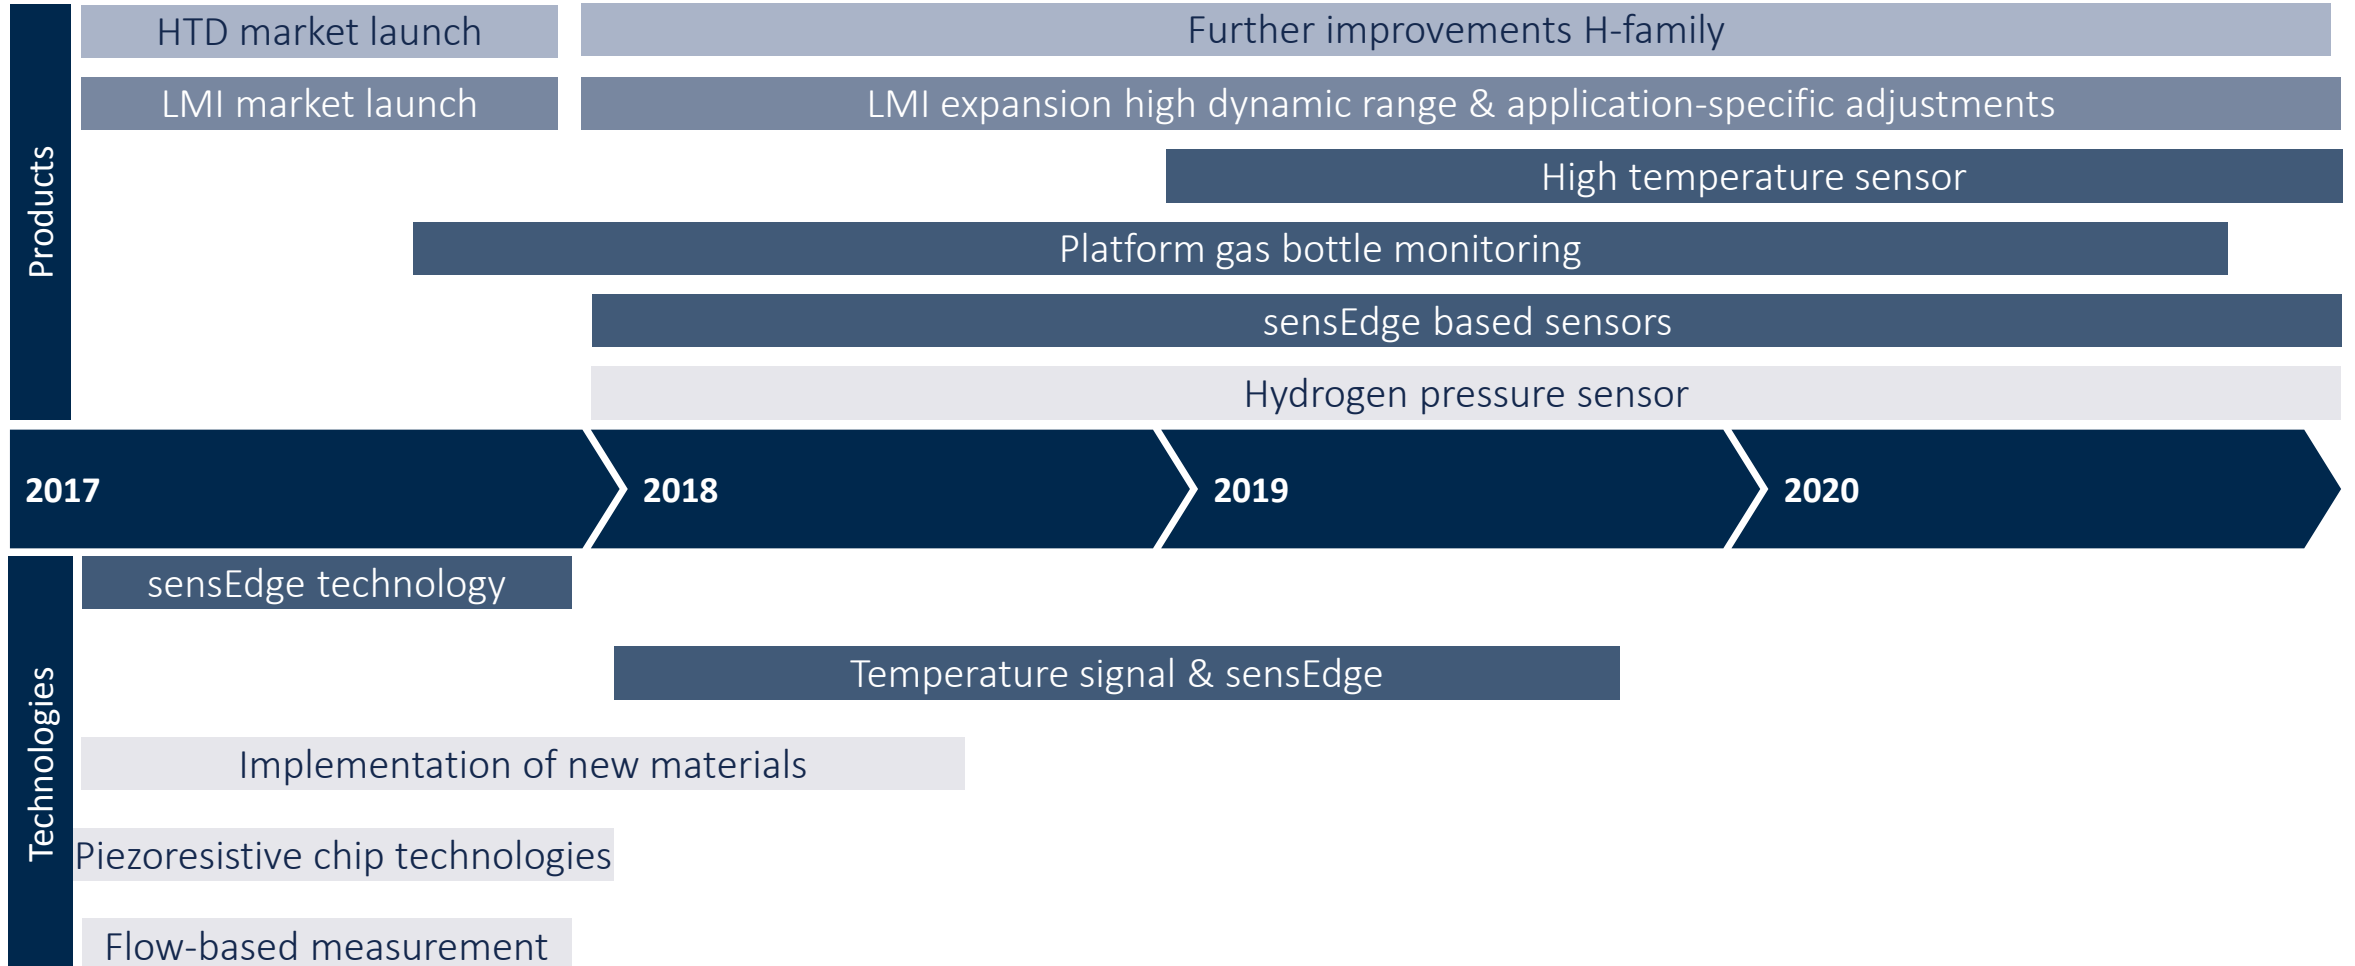 Products
HTD market launch
Further improvements H-family
LMI market launch
LMI expansion high dynamic range & application-specific adjustments
High temperature sensor
Platform gas bottle monitoring
sensEdge based sensors
Hydrogen pressure sensor
2017
2018
2019
2020
Technologies
sensEdge technology
Temperature signal & sensEdge
Implementation of new materials
Piezoresistive chip technologies
Flow-based measurement